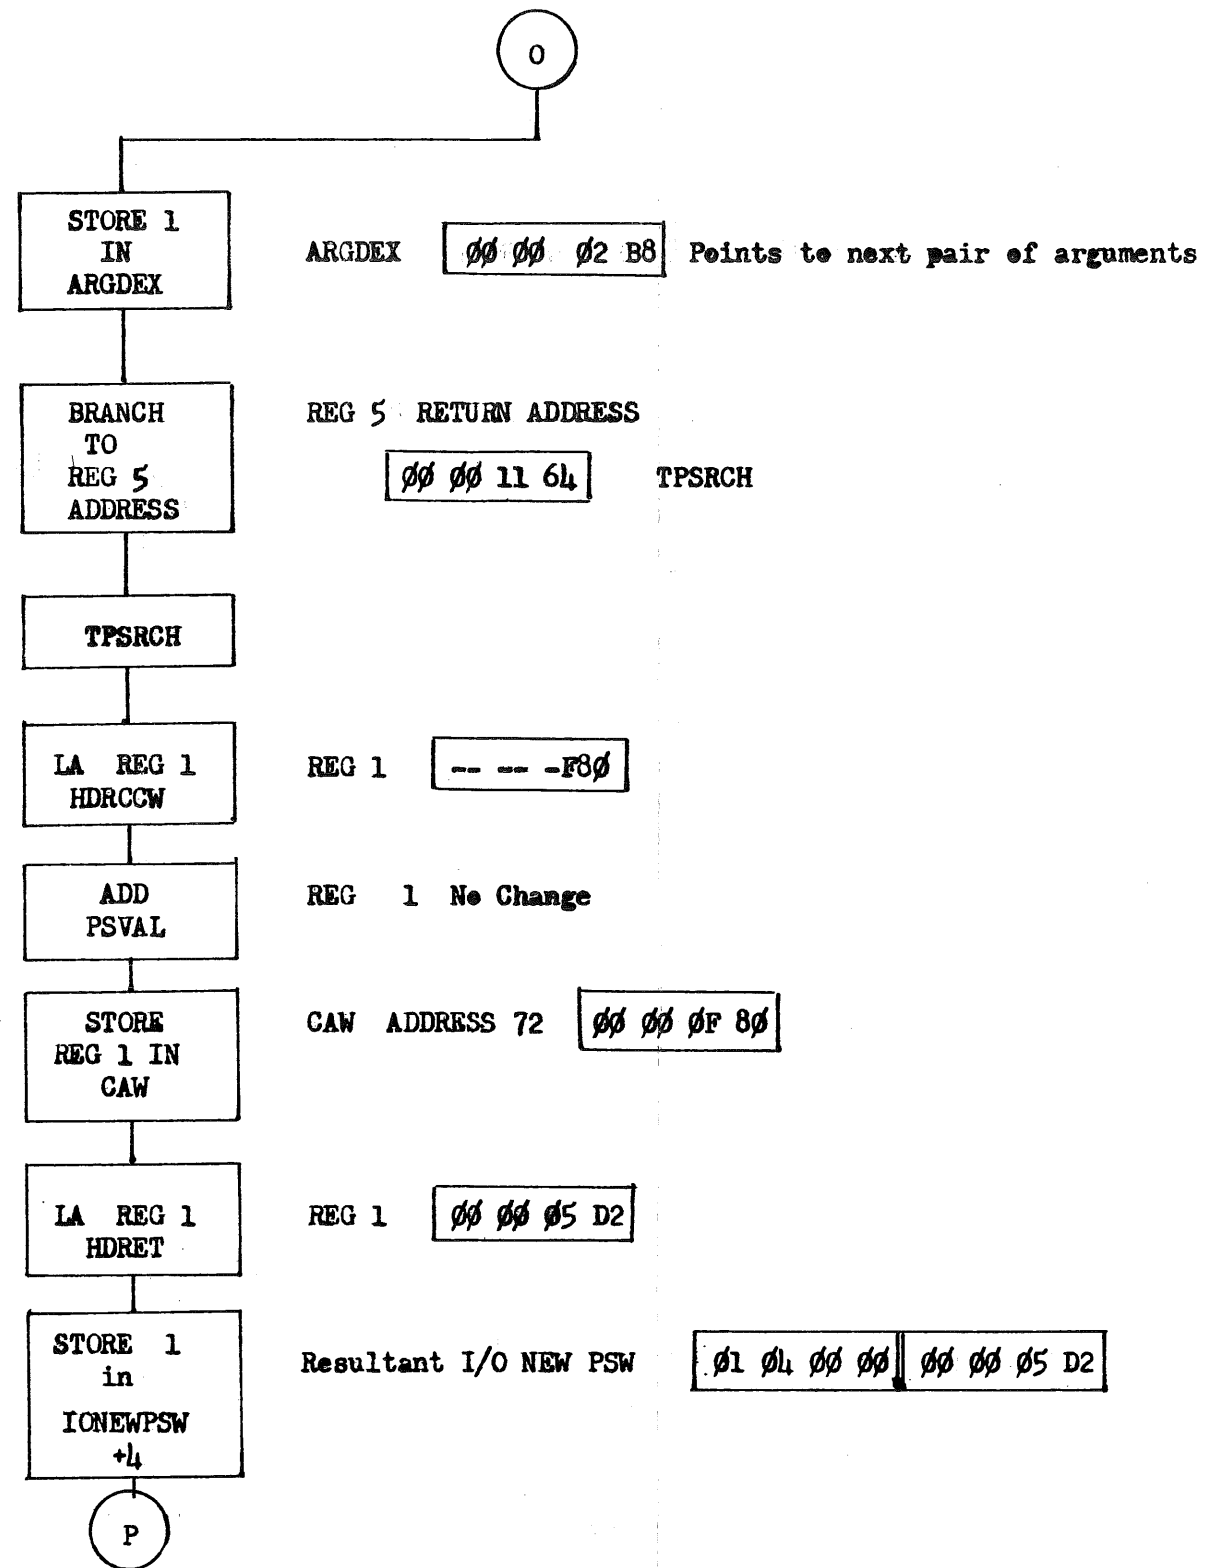 O
STORE 1
IN
ARGDEX
ARGDEX ØØ ØØ Ø2 B8 Points to next pair of arguments
BRANCH
TO
REG 5
ADDRESS
REG 5 RETURN ADDRESS
ØØ ØØ 11 64 TPSRCH
TPSRCH
LA REG 1
HDRCCW
REG 1 -- -- -F8Ø
ADD
PSVAL
REG 1 No Change
STORE
REG 1 IN
CAW
CAW ADDRESS 72 ØØ ØØ ØF 8Ø
LA REG 1
HDRET
REG 1 ØØ ØØ Ø5 D2
STORE 1
in
IONEWPSW
+4
Resultant I/O NEW PSW Ø1 Ø4 ØØ ØØ ØØ ØØ Ø5 D2
P